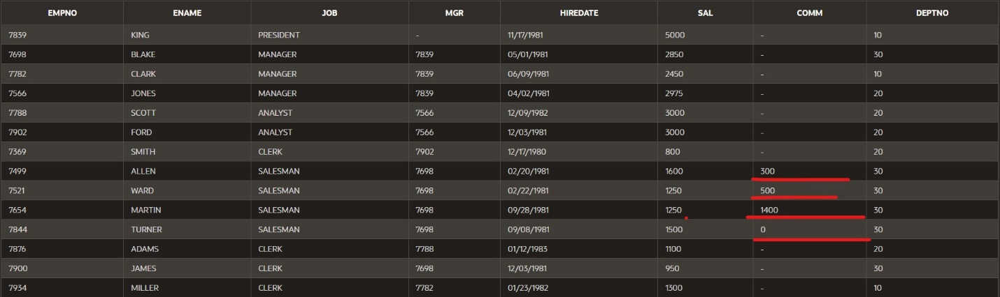 EMPNO ENAME JOB MGR HIREDATE SAL COMM DEPTNO
7839 KING PRESIDENT - 11/17/1981 5000 - 10
7698 BLAKE MANAGER 7839 05/01/1981 2850 - 30
7782 CLARK MANAGER 7839 06/09/1981 2450 - 10
7566 JONES MANAGER 7839 04/02/1981 2975 - 20
7788 SCOTT ANALYST 7566 12/09/1982 3000 - 20
7902 FORD ANALYST 7566 12/03/1981 3000 - 20
7369 SMITH CLERK 7902 12/17/1980 800 - 20
7499 ALLEN SALESMAN 7698 02/20/1981 1600 300 30
7521 WARD SALESMAN 7698 02/22/1981 1250 500 30
7654 MARTIN SALESMAN 7698 09/28/1981 1250 1400 30
7844 TURNER SALESMAN 7698 09/08/1981 1500 0 30
7876 ADAMS CLERK 7788 01/12/1983 1100 - 20
7900 JAMES CLERK 7698 12/03/1981 950 - 30
7934 MILLER CLERK 7782 01/23/1982 1300 - 10